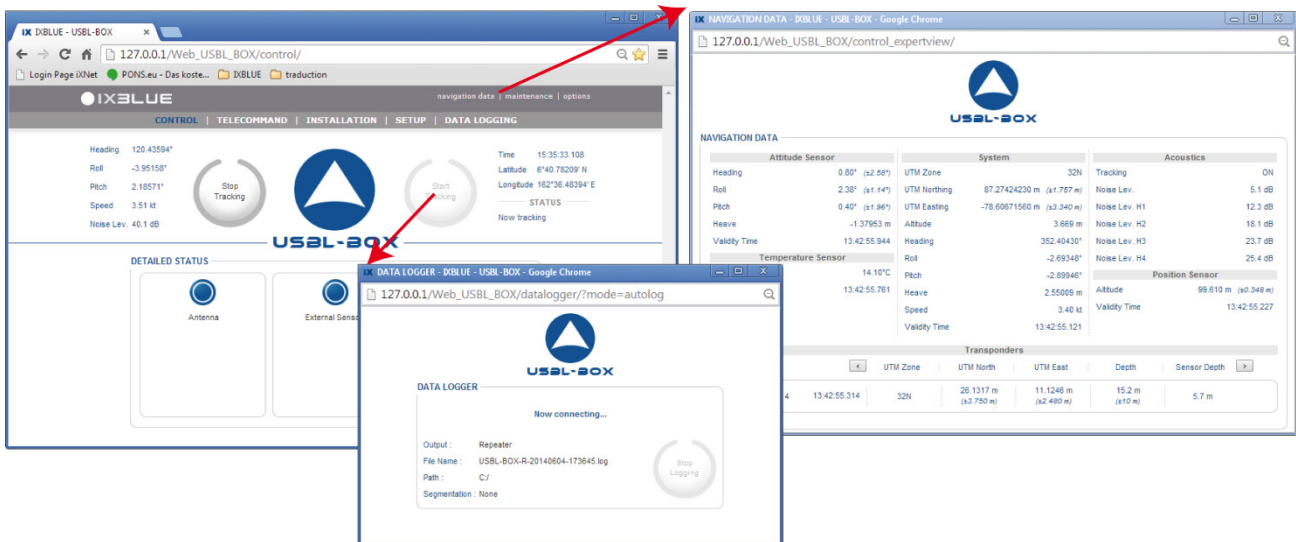 IX IXBLUE - USBL-BOX
127.0.0.1/Web_USBL_BOX/control/
Login Page iXNet
PONS.eu - Das koste...
IXBLUE
traduction
IXBLUE
navigation data | maintenance | options
CONTROL | TELECOMMAND | INSTALLATION | SETUP | DATA LOGGING
Heading 120.43594°
Roll -3.95158°
Pitch 2.18571°
Speed 3.51 kt
Noise Lev. 40.1 dB
Stop
Tracking
USBL-BOX
Start
Tracking
Time 15:35:33.108
Latitude 6°40.78209' N
Longitude 162°36.48394' E
STATUS
Now tracking
DETAILED STATUS
Antenna
External
IX DATA LOGGER - IXBLUE - USBL-BOX - Google Chrome
127.0.0.1/Web_USBL_BOX/datalogger/?mode=autolog
USBL-BOX
DATA LOGGER
Now connecting...
Output : Repeater
File Name : USBL-BOX-R-20140604-173645.log
Path : C:/
Segmentation : None
Stop
Logging
IX NAVIGATION DATA - IXBLUE - USBL-BOX - Google Chrome
127.0.0.1/Web_USBL_BOX/control_expertview/
USBL-BOX
NAVIGATION DATA
Attitude Sensor
Heading 0.80° (±2.58°)
Roll 2.38° (±1.14°)
Pitch 0.40° (±1.96°)
Heave -1.37953 m
Validity Time 13:42:55.944
Temperature Sensor
14.10°C
13:42:55.761
System
UTM Zone 32N
UTM Northing 87.27424230 m (±1.757 m)
UTM Easting -78.60671560 m (±3.340 m)
Altitude 3.669 m
Heading 352.40430°
Roll -2.69348°
Pitch -2.89946°
Heave 2.55009 m
Speed 3.40 kt
Validity Time 13:42:55.121
Acoustics
Tracking ON
Noise Lev. 5.1 dB
Noise Lev. H1 12.3 dB
Noise Lev. H2 18.1 dB
Noise Lev. H3 23.7 dB
Noise Lev. H4 25.4 dB
Position Sensor
Altitude 99.610 m (±0.348 m)
Validity Time 13:42:55.227
Transponders
< UTM Zone UTM North UTM East Depth Sensor Depth >
4 13:42:55.314 32N 26.1317 m 11.1246 m 15.2 m 5.7 m
(±3.750 m) (±2.480 m) (±10 m)